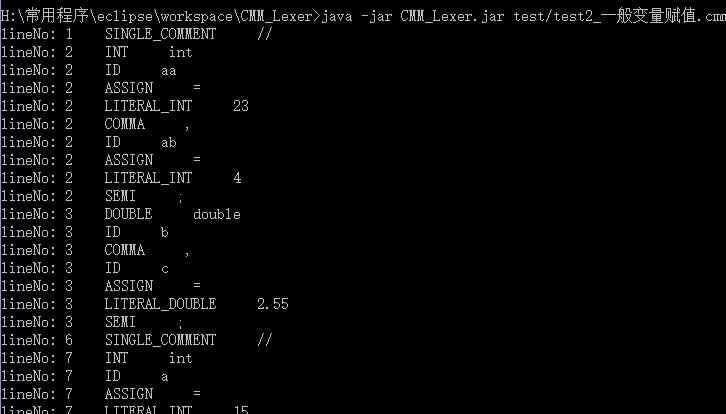 H:\常用程序\eclipse\workspace\CMM_Lexer>java -jar CMM_Lexer.jar test/test2_一般变量赋值.cmm
lineNo: 1    SINGLE_COMMENT    //
lineNo: 2    INT    int
lineNo: 2    ID    aa
lineNo: 2    ASSIGN    =
lineNo: 2    LITERAL_INT    23
lineNo: 2    COMMA    ,
lineNo: 2    ID    ab
lineNo: 2    ASSIGN    =
lineNo: 2    LITERAL_INT    4
lineNo: 2    SEMI    ;
lineNo: 3    DOUBLE    double
lineNo: 3    ID    b
lineNo: 3    COMMA    ,
lineNo: 3    ID    c
lineNo: 3    ASSIGN    =
lineNo: 3    LITERAL_DOUBLE    2.55
lineNo: 3    SEMI    ;
lineNo: 6    SINGLE_COMMENT    //
lineNo: 7    INT    int
lineNo: 7    ID    a
lineNo: 7    ASSIGN    =
lineNo: 7    LITERAL_INT    15